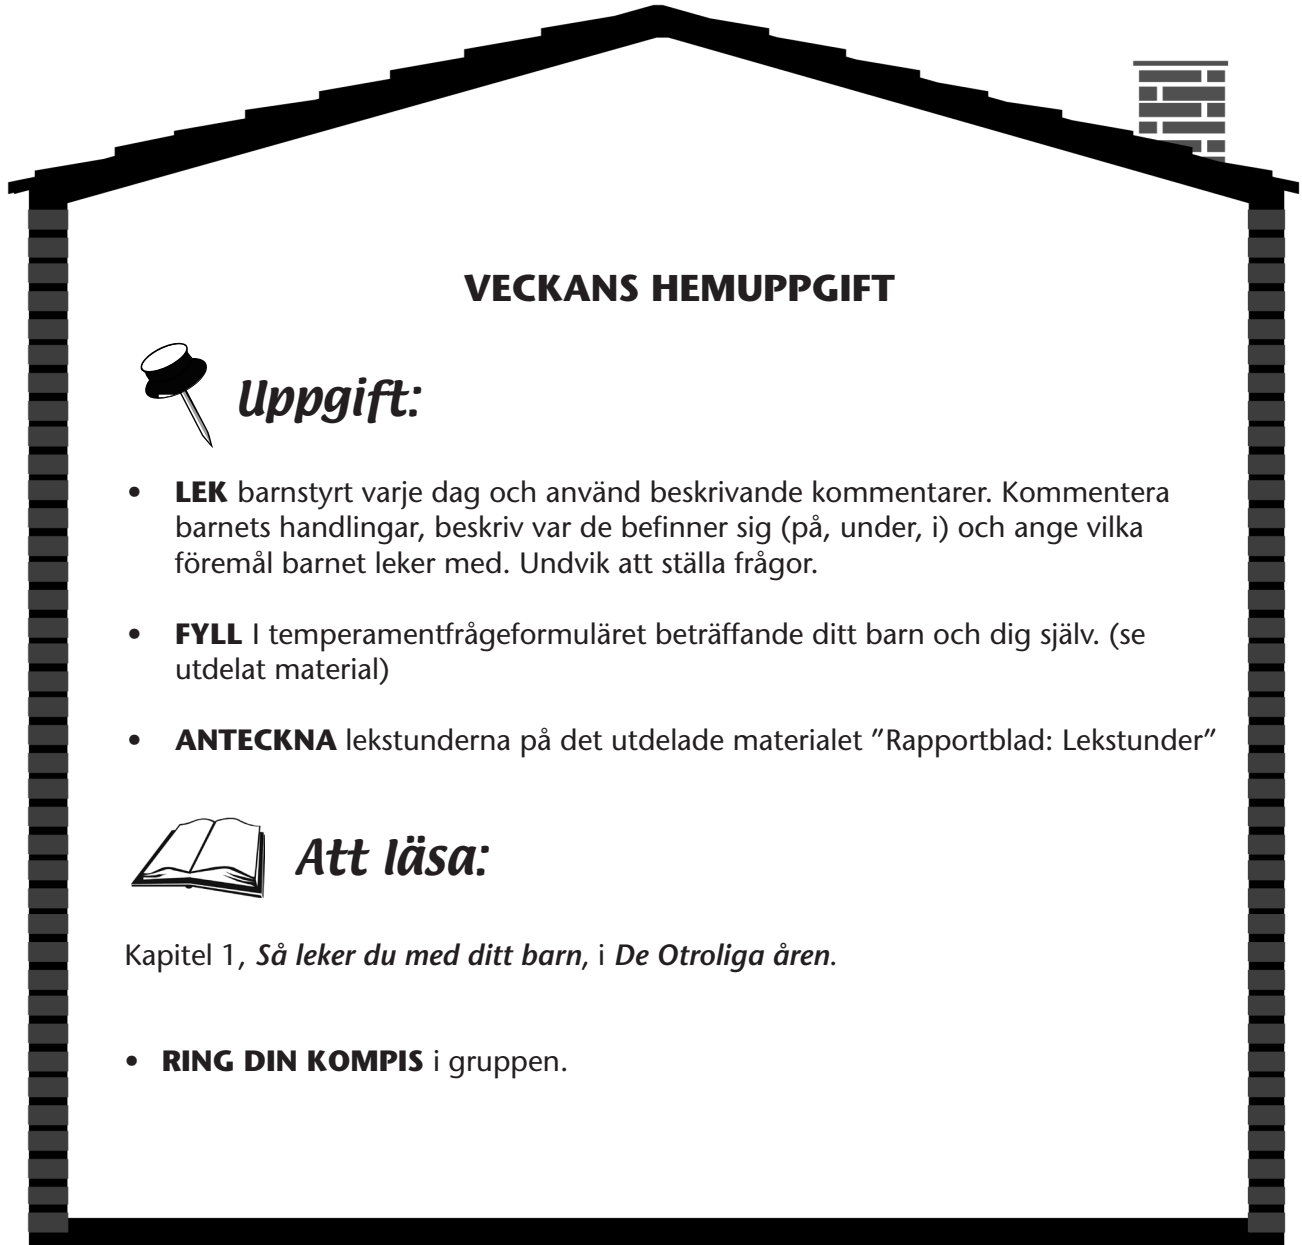 VECKANS HEMUPPGIFT
Uppgift:
• LEK barnstyrt varje dag och använd beskrivande kommentarer. Kommentera
barnets handlingar, beskriv var de befinner sig (på, under, i) och ange vilka
föremål barnet leker med. Undvik att ställa frågor.
• FYLL I temperamentfrågeformuläret beträffande ditt barn och dig själv. (se
utdelat material)
• ANTECKNA lekstunderna på det utdelade materialet ”Rapportblad: Lekstunder”
Att läsa:
Kapitel 1, Så leker du med ditt barn, i De Otroliga åren.
• RING DIN KOMPIS i gruppen.